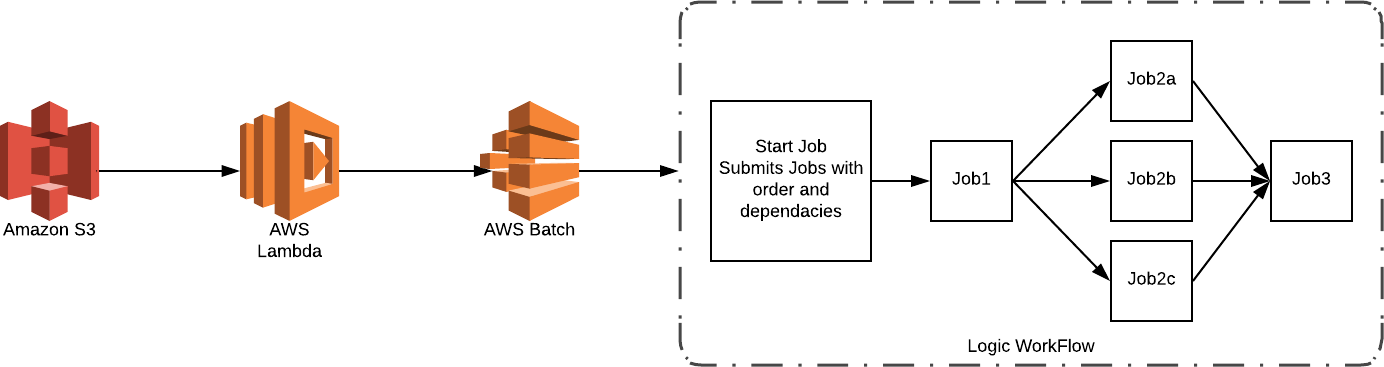 Amazon S3
AWS
Lambda
AWS Batch
Start Job
Submits Jobs with
order and
dependacies
Job1
Job2a
Job2b
Job2c
Job3
Logic WorkFlow